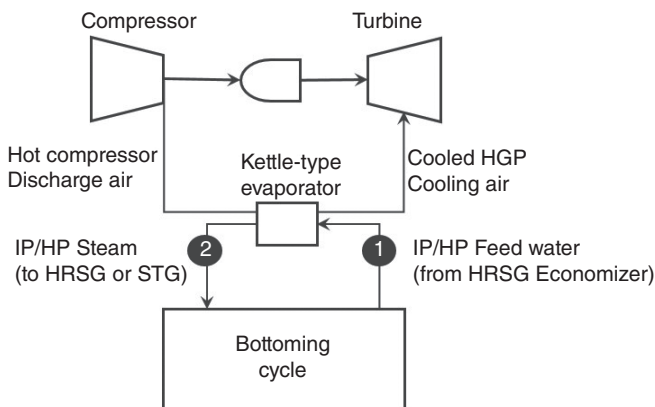 Compressor
Turbine
Hot compressor
Discharge air
Kettle-type
evaporator
Cooled HGP
Cooling air
IP/HP Steam
(to HRSG or STG)
2
1
IP/HP Feed water
(from HRSG Economizer)
Bottoming
cycle